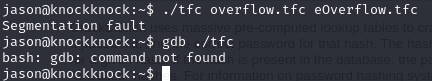 jason@knockknock:~$ ./tfc overflow.tfc eOverflow.tfc
Segmentation fault
jason@knockknock:~$ gdb ./tfc
bash: gdb: command not found
jason@knockknock:~$